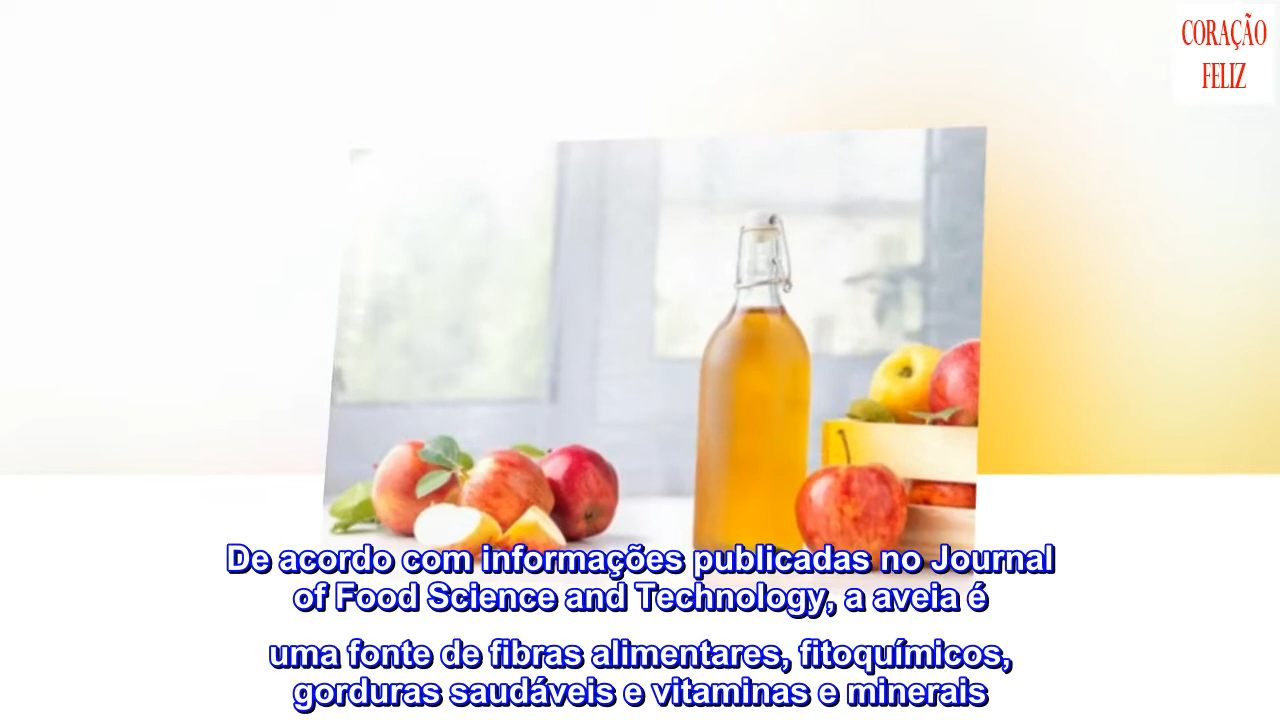 CORAÇÃO
FELIZ
De acordo com informações publicadas no Journal
of Food Science and Technology, a aveia é
uma fonte de fibras alimentares, fitoquímicos,
gorduras saudáveis e vitaminas e minerais